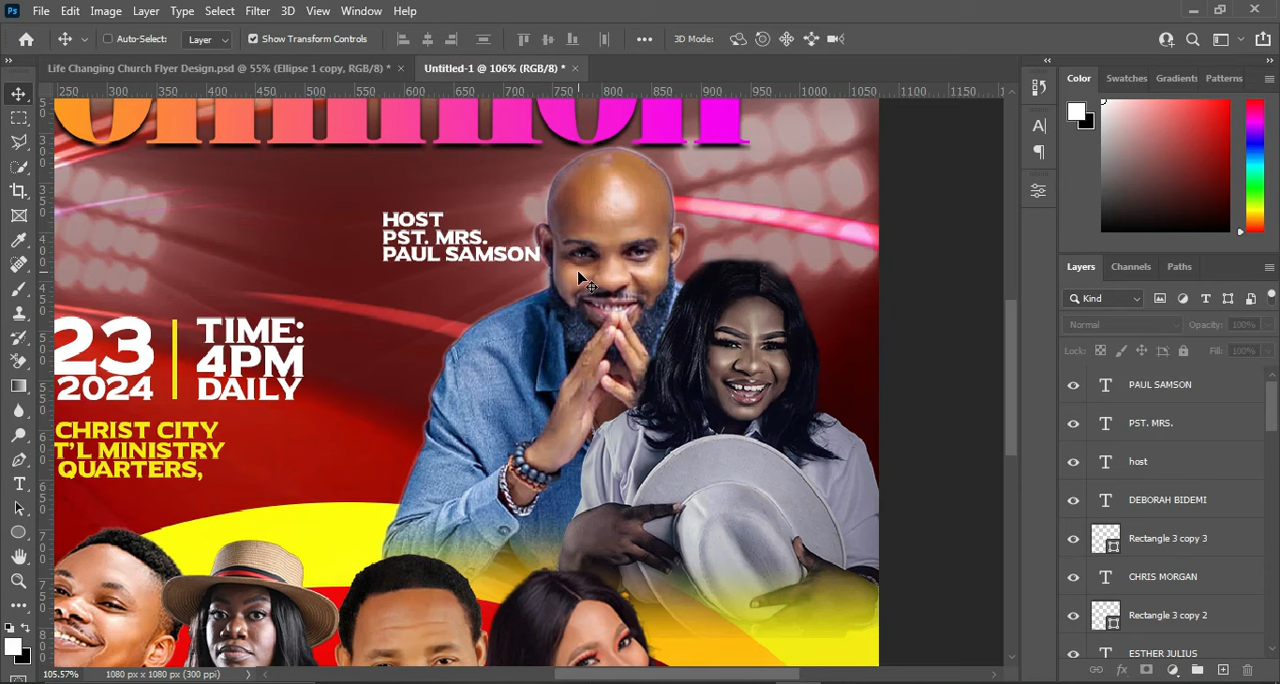 Ps File Edit Image Layer Type Select Filter 3D View Window Help
Auto-Select: Layer Show Transform Controls 3D Mode:
Life Changing Church Flyer Design.psd @ 55% (Ellipse 1 copy, RGB/8) * × Untitled-1 @ 106% (RGB/8) * ×
250 300 350 400 450 500 550 600 650 700 750 800 850 900 950 1000 1050 1100 1150
HOST
PST. MRS.
PAUL SAMSON
23
2024
TIME:
4PM
DAILY
CHRIST CITY
T'L MINISTRY
QUARTERS,
105.57% 1080 px x 1080 px (300 ppi)
Color Swatches Gradients Patterns
Layers Channels Paths
Kind
Normal Opacity: 100%
Lock: Fill: 100%
PAUL SAMSON
PST. MRS.
host
DEBORAH BIDEMI
Rectangle 3 copy 3
CHRIS MORGAN
Rectangle 3 copy 2
ESTHER JULIUS